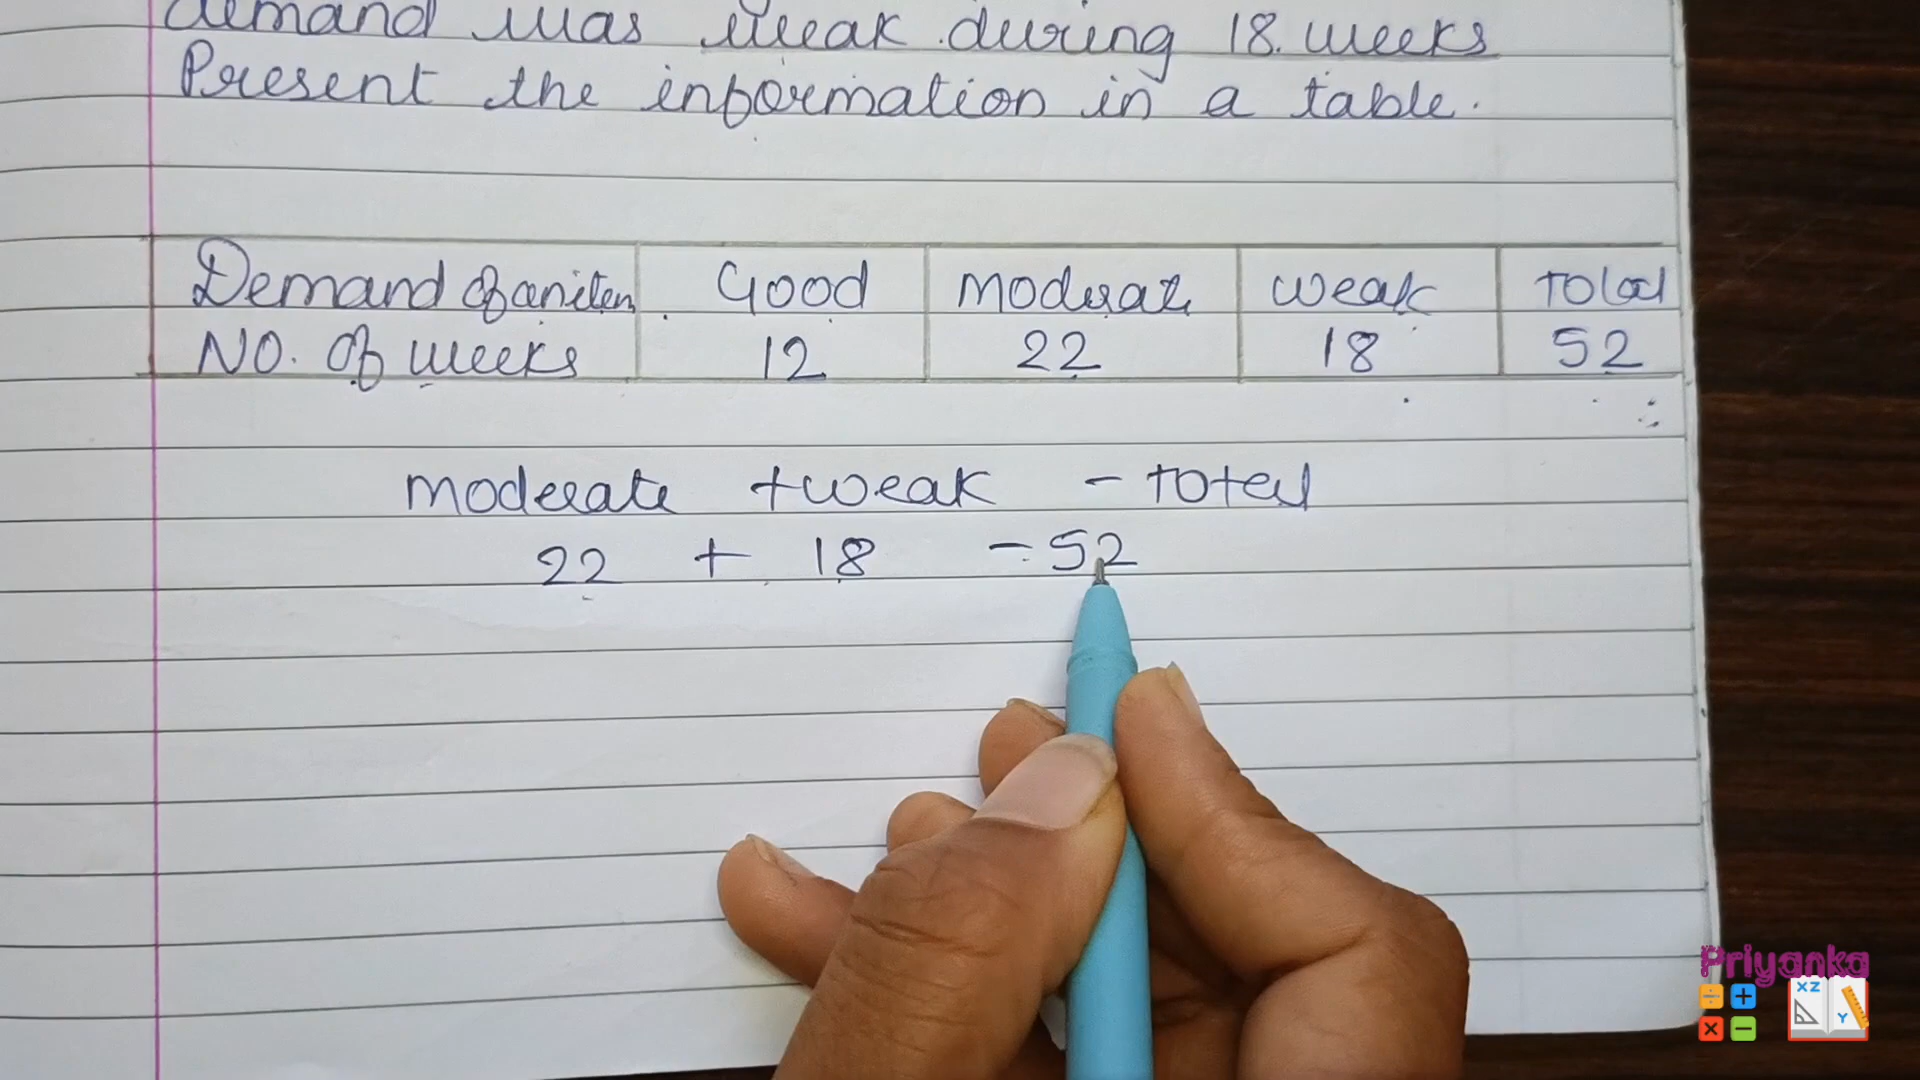 demand was weak during 18 weeks
Present the information in a table.
Demand of an item Good moderate weak Total
NO. Of weeks 12 22 18 52
moderate + weak - total
22 + 18 - 52
Priyanka
÷ + XZ
× − Y